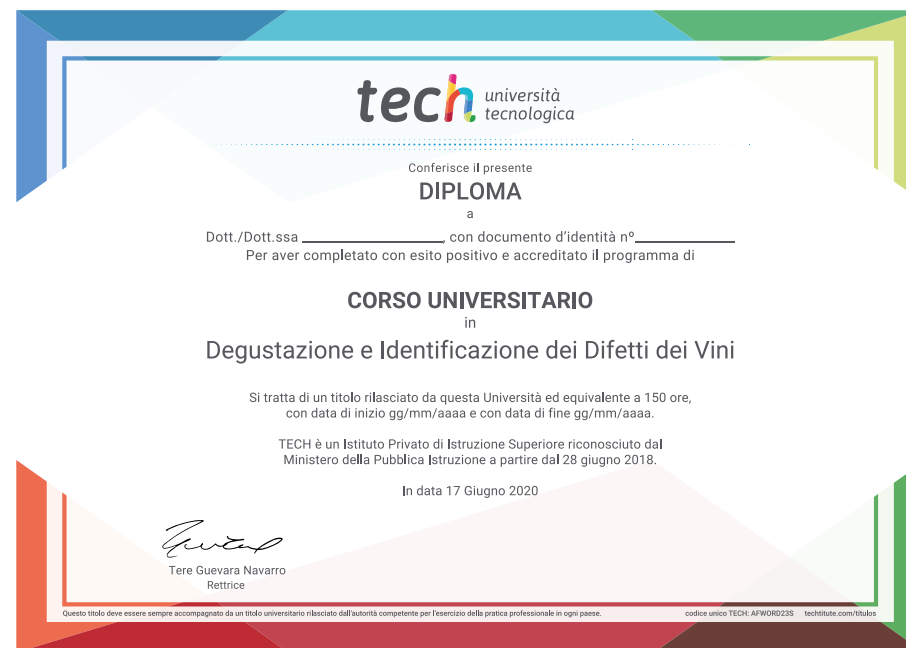 tech università
tecnologica
Conferisce il presente
DIPLOMA
a
Dott./Dott.ssa ____________________, con documento d'identità nº______________
Per aver completato con esito positivo e accreditato il programma di
CORSO UNIVERSITARIO
in
Degustazione e Identificazione dei Difetti dei Vini
Si tratta di un titolo rilasciato da questa Università ed equivalente a 150 ore,
con data di inizio gg/mm/aaaa e con data di fine gg/mm/aaaa.
TECH è un Istituto Privato di Istruzione Superiore riconosciuto dal
Ministero della Pubblica Istruzione a partire dal 28 giugno 2018.
In data 17 Giugno 2020
Tere Guevara Navarro
Rettrice
Questo titolo deve essere sempre accompagnato da un titolo universitario rilasciato dall'autorità competente per l'esercizio della pratica professionale in ogni paese. codice unico TECH: AFWORD23S techtitute.com/títulos